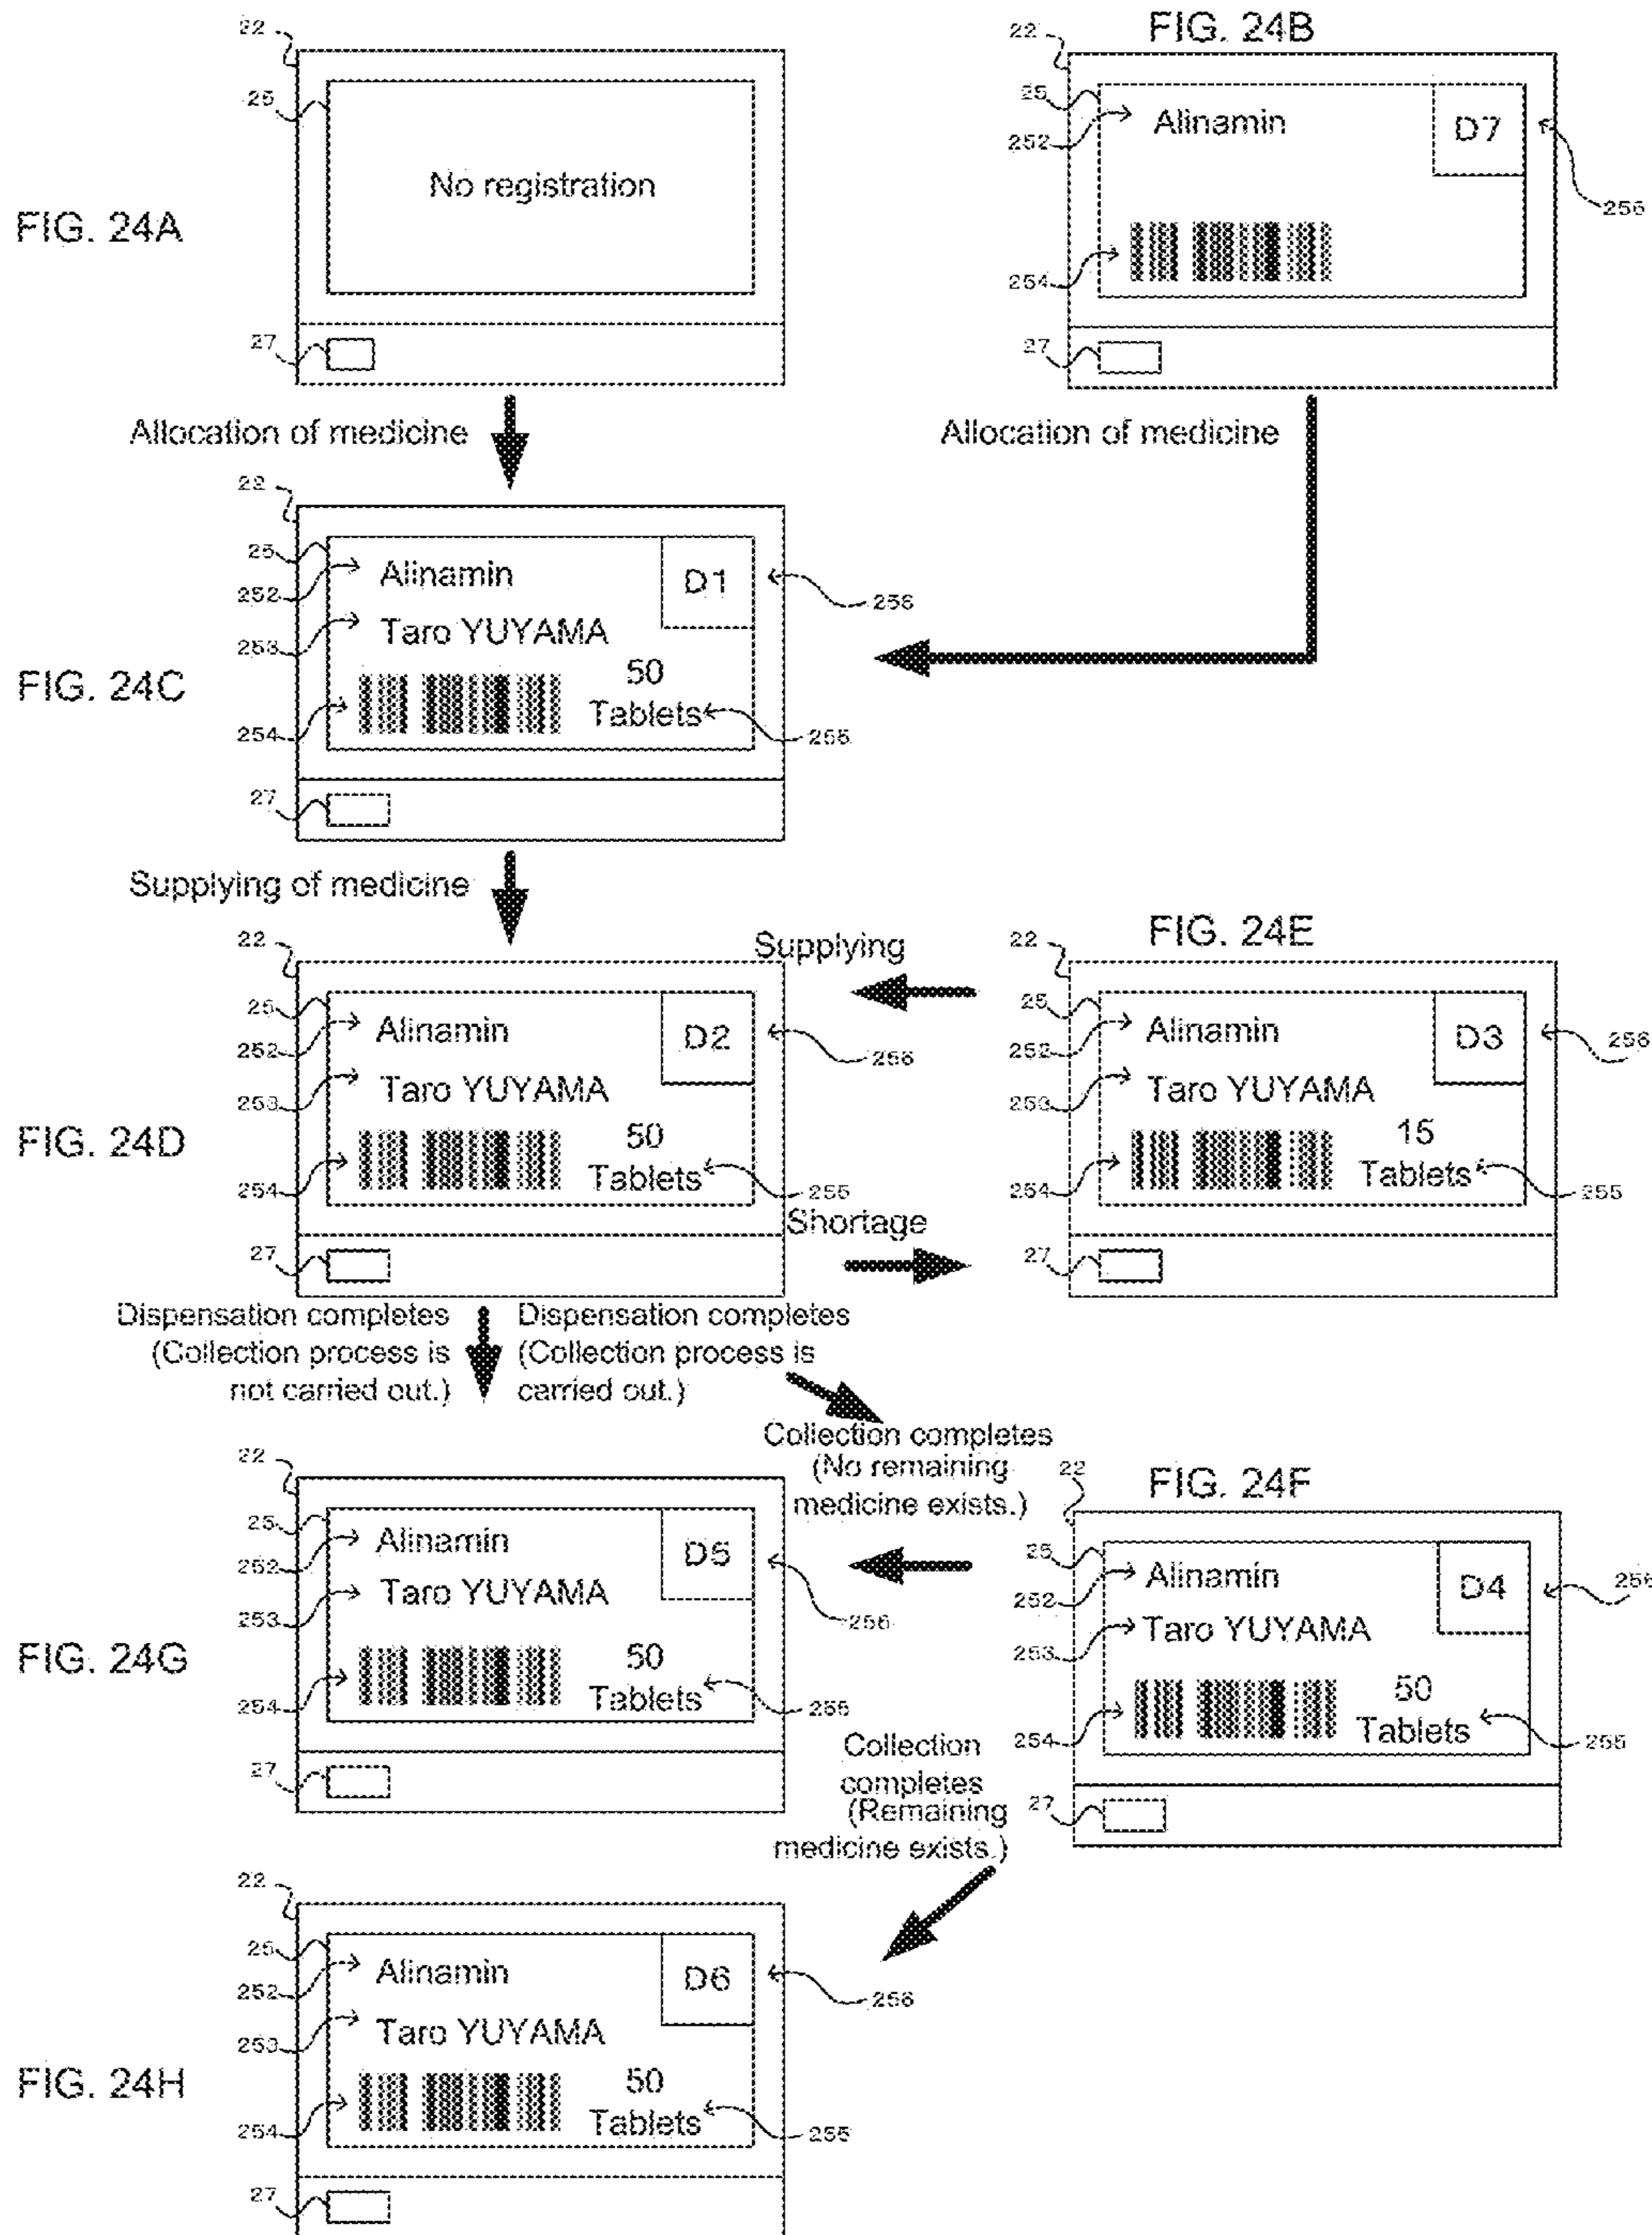 22
25
No registration
27
FIG. 24A
FIG. 24B
22
25
252
Alinamin
D7
256
254
27
Allocation of medicine
Allocation of medicine
FIG. 24C
22
25
252
Alinamin
D1
256
253
Taro YUYAMA
50
254
Tablets
255
27
Supplying of medicine
FIG. 24D
22
25
252
Alinamin
D2
256
253
Taro YUYAMA
50
254
Tablets
255
27
Supplying
Shortage
FIG. 24E
22
25
252
Alinamin
D3
256
253
Taro YUYAMA
15
254
Tablets
255
27
Dispensation completes
(Collection process is
not carried out.)
Dispensation completes
(Collection process is
carried out.)
Collection completes
(No remaining
medicine exists.)
FIG. 24F
22
25
252
Alinamin
D4
256
253
Taro YUYAMA
50
254
Tablets
255
27
FIG. 24G
22
25
252
Alinamin
D5
256
253
Taro YUYAMA
50
254
Tablets
255
27
Collection
completes
(Remaining
medicine exists.)
FIG. 24H
22
25
252
Alinamin
D6
256
253
Taro YUYAMA
50
254
Tablets
255
27